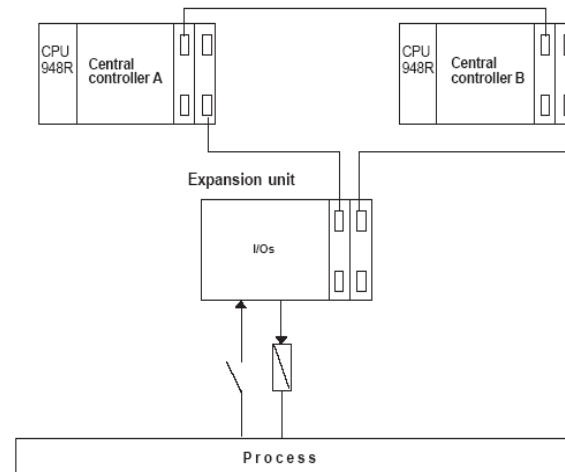 CPU
948R
Central
controller A
CPU
948R
Central
controller B
Expansion unit
I/Os
Process